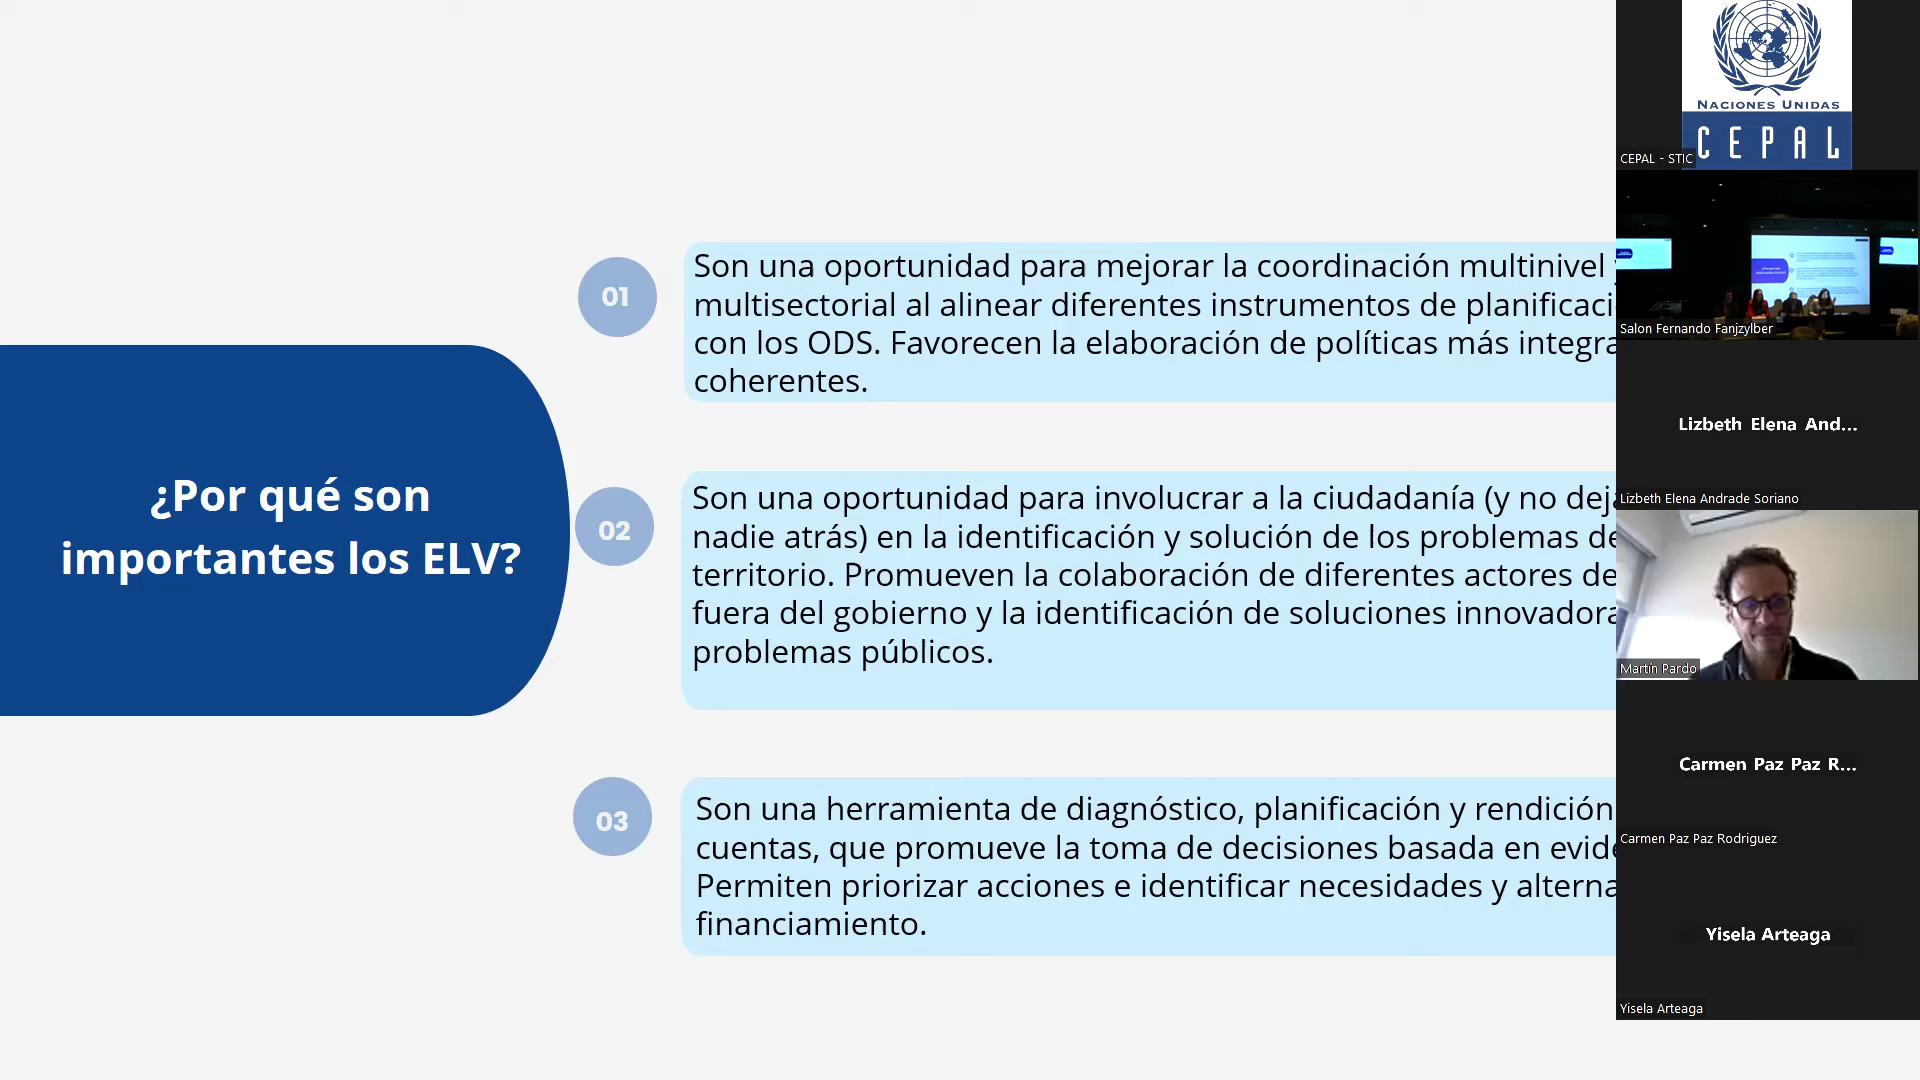 ¿Por qué son
importantes los ELV?
01
Son una oportunidad para mejorar la coordinación multinivel
multisectorial al alinear diferentes instrumentos de planificaci
con los ODS. Favorecen la elaboración de políticas más integra
coherentes.
02
Son una oportunidad para involucrar a la ciudadanía (y no deja
nadie atrás) en la identificación y solución de los problemas de
territorio. Promueven la colaboración de diferentes actores de
fuera del gobierno y la identificación de soluciones innovadora
problemas públicos.
03
Son una herramienta de diagnóstico, planificación y rendición
cuentas, que promueve la toma de decisiones basada en evide
Permiten priorizar acciones e identificar necesidades y alterna
financiamiento.
NACIONES UNIDAS
CEPAL
CEPAL - STIC
Salon Fernando Fanjzylber
Lizbeth Elena And...
Lizbeth Elena Andrade Soriano
Martín Pardo
Carmen Paz Paz R...
Carmen Paz Paz Rodriguez
Yisela Arteaga
Yisela Arteaga